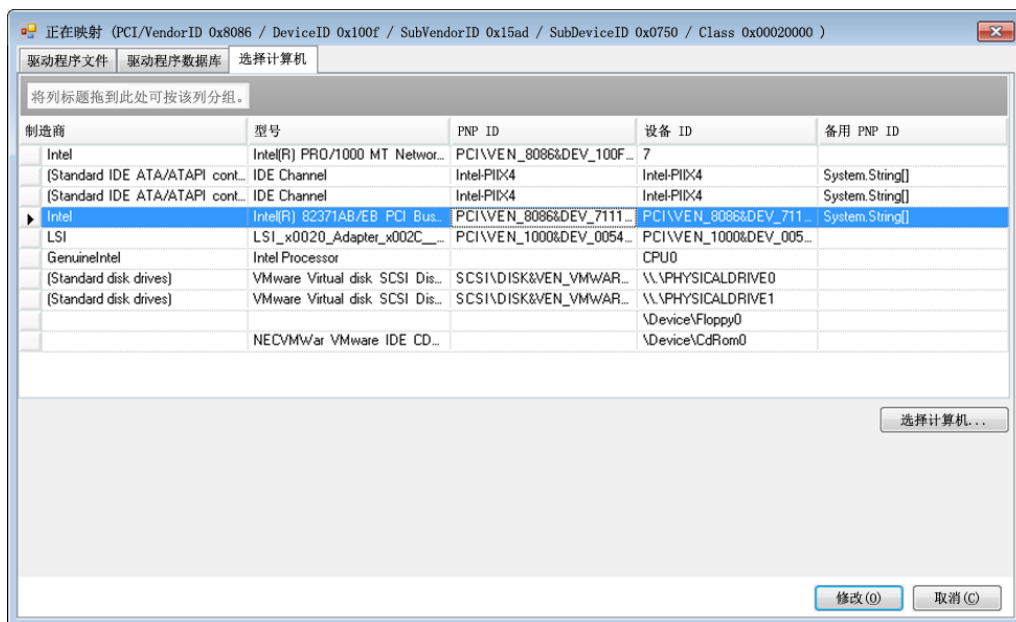 正在映射 (PCI/VendorID 0x8086 / DeviceID 0x100f / SubVendorID 0x15ad / SubDeviceID 0x0750 / Class 0x00020000 )
驱动程序文件 驱动程序数据库 选择计算机
将列标题拖到此处可按该列分组。
制造商 型号 PNP ID 设备 ID 备用 PNP ID
Intel Intel(R) PRO/1000 MT Networ... PCI\VEN_8086&DEV_100F... 7
(Standard IDE ATA/ATAPI cont... IDE Channel Intel-PIIX4 Intel-PIIX4 System.String[]
(Standard IDE ATA/ATAPI cont... IDE Channel Intel-PIIX4 Intel-PIIX4 System.String[]
Intel Intel(R) 82371AB/EB PCI Bus... PCI\VEN_8086&DEV_7111... PCI\VEN_8086&DEV_711... System.String[]
LSI LSI_x0020_Adapter_x002C__... PCI\VEN_1000&DEV_0054... PCI\VEN_1000&DEV_005...
GenuineIntel Intel Processor CPU0
(Standard disk drives) VMware Virtual disk SCSI Dis... SCSI\DISK&VEN_VMWAR... \\.\PHYSICALDRIVE0
(Standard disk drives) VMware Virtual disk SCSI Dis... SCSI\DISK&VEN_VMWAR... \\.\PHYSICALDRIVE1
\Device\Floppy0
NECVMWar VMware IDE CD... \Device\CdRom0
选择计算机...
修改(O) 取消(C)